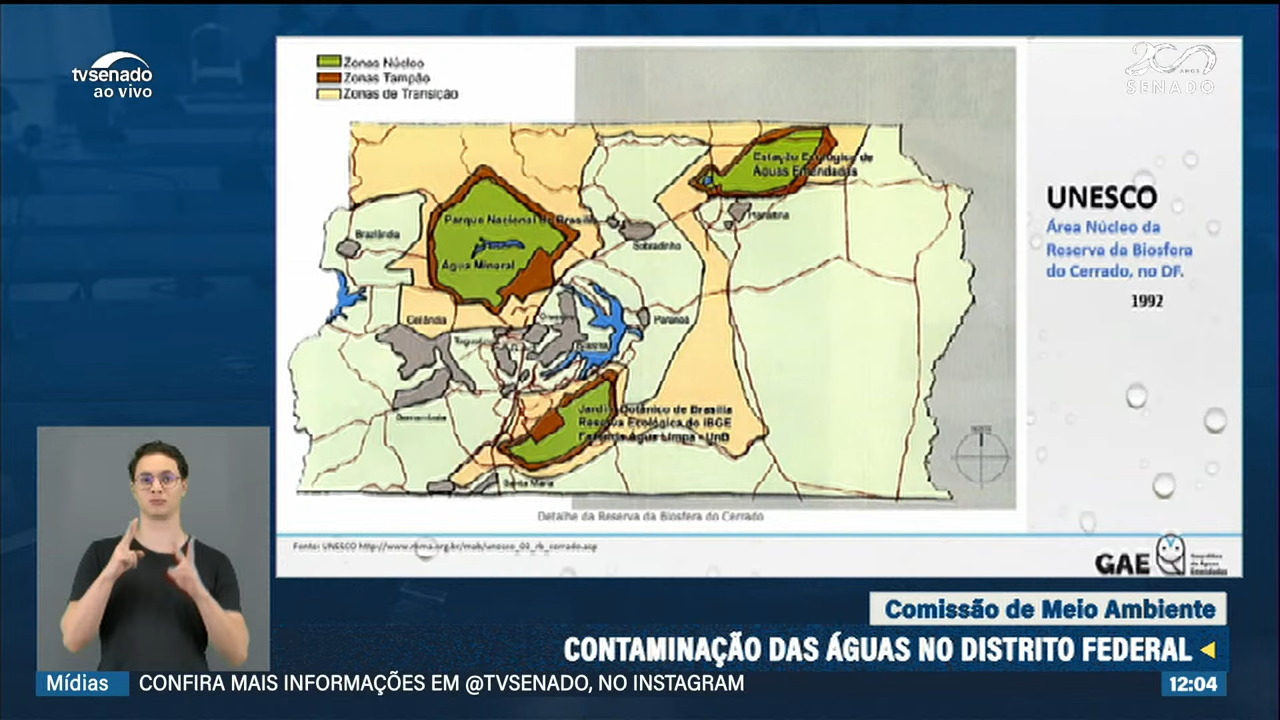 tvsenado
ao vivo
200
ANOS
SENADO
Zonas Núcleo
Zonas Tampão
Zonas de Transição
Estação Ecológica de
Águas Emendadas
Parque Nacional de Brasília
Água Mineral
Brazlândia
Sobradinho
Planaltina
Ceilândia
Paranoá
Jardim Botânico de Brasília
Reserva Ecológica do IBGE
Fazenda Água Limpa - UnB
Santa Maria
Detalhe da Reserva da Biosfera do Cerrado
UNESCO
Área Núcleo da
Reserva da Biosfera
do Cerrado, no DF.
1992
GAE
Comissão de Meio Ambiente
CONTAMINAÇÃO DAS ÁGUAS NO DISTRITO FEDERAL
Mídias
CONFIRA MAIS INFORMAÇÕES EM @TVSENADO, NO INSTAGRAM
12:04